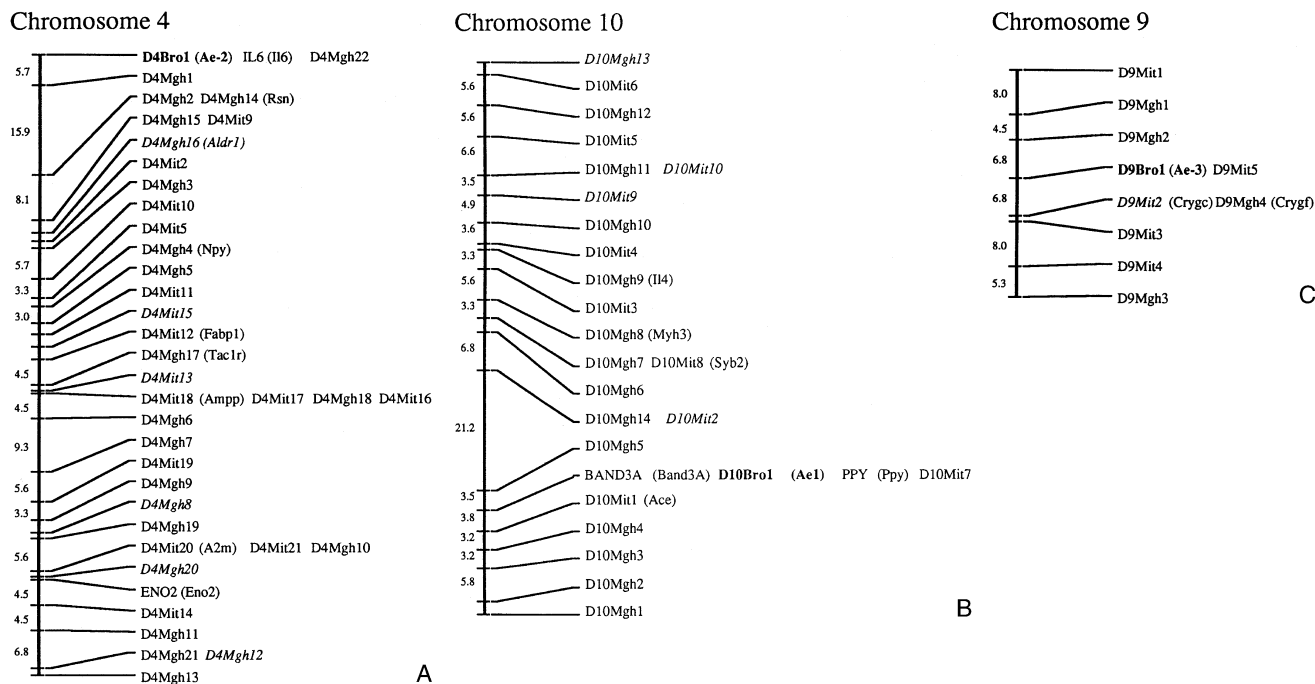 Chromosome 4
5.7
15.9
8.1
5.7
3.3
3.0
4.5
4.5
9.3
5.6
3.3
5.6
4.5
4.5
6.8
D4Bro1 (Ae-2) IL6 (Il6) D4Mgh22
D4Mgh1
D4Mgh2 D4Mgh14 (Rsn)
D4Mgh15 D4Mit9
D4Mgh16 (Aldr1)
D4Mit2
D4Mgh3
D4Mit10
D4Mit5
D4Mgh4 (Npy)
D4Mgh5
D4Mit11
D4Mit15
D4Mit12 (Fabp1)
D4Mgh17 (Tac1r)
D4Mit13
D4Mit18 (Ampp) D4Mit17 D4Mgh18 D4Mit16
D4Mgh6
D4Mgh7
D4Mit19
D4Mgh9
D4Mgh8
D4Mgh19
D4Mit20 (A2m) D4Mit21 D4Mgh10
D4Mgh20
ENO2 (Eno2)
D4Mit14
D4Mgh11
D4Mgh21 D4Mgh12
D4Mgh13
A
Chromosome 10
5.6
5.6
6.6
3.5
4.9
3.6
3.3
5.6
3.3
6.8
21.2
3.5
3.8
3.2
3.2
5.8
D10Mgh13
D10Mit6
D10Mgh12
D10Mit5
D10Mgh11 D10Mit10
D10Mit9
D10Mgh10
D10Mit4
D10Mgh9 (Il4)
D10Mit3
D10Mgh8 (Myh3)
D10Mgh7 D10Mit8 (Syb2)
D10Mgh6
D10Mgh14 D10Mit2
D10Mgh5
BAND3A (Band3A) D10Bro1 (Ae1) PPY (Ppy) D10Mit7
D10Mit1 (Ace)
D10Mgh4
D10Mgh3
D10Mgh2
D10Mgh1
B
Chromosome 9
8.0
4.5
6.8
6.8
8.0
5.3
D9Mit1
D9Mgh1
D9Mgh2
D9Bro1 (Ae-3) D9Mit5
D9Mit2 (Crygc) D9Mgh4 (Crygf)
D9Mit3
D9Mit4
D9Mgh3
C